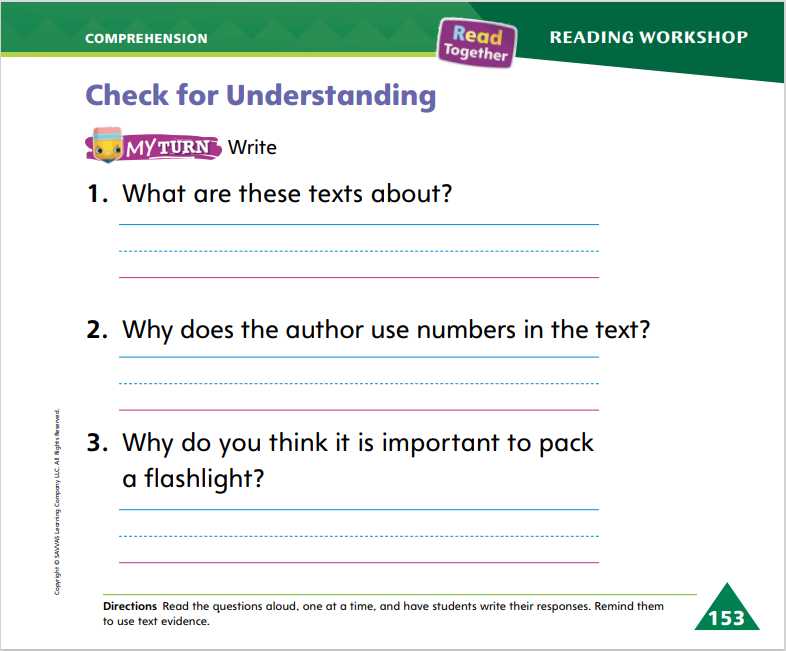 COMPREHENSION
Read
Together
READING WORKSHOP
Check for Understanding
MY TURN Write
1. What are these texts about?
2. Why does the author use numbers in the text?
3. Why do you think it is important to pack
a flashlight?
Copyright © SAVVAS Learning Company LLC. All Rights Reserved.
Directions Read the questions aloud, one at a time, and have students write their responses. Remind them
to use text evidence.
153